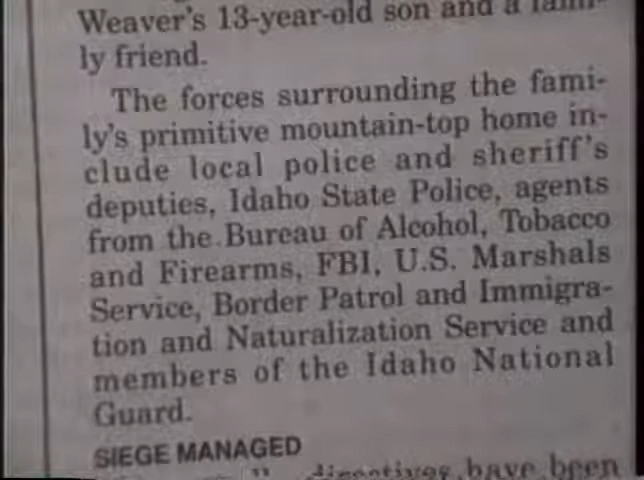 Weaver's 13-year-old son and a fami-
ly friend.
The forces surrounding the fami-
ly's primitive mountain-top home in-
clude local police and sheriff's
deputies, Idaho State Police, agents
from the Bureau of Alcohol, Tobacco
and Firearms, FBI, U.S. Marshals
Service, Border Patrol and Immigra-
tion and Naturalization Service and
members of the Idaho National
Guard.
SIEGE MANAGED
directives have been